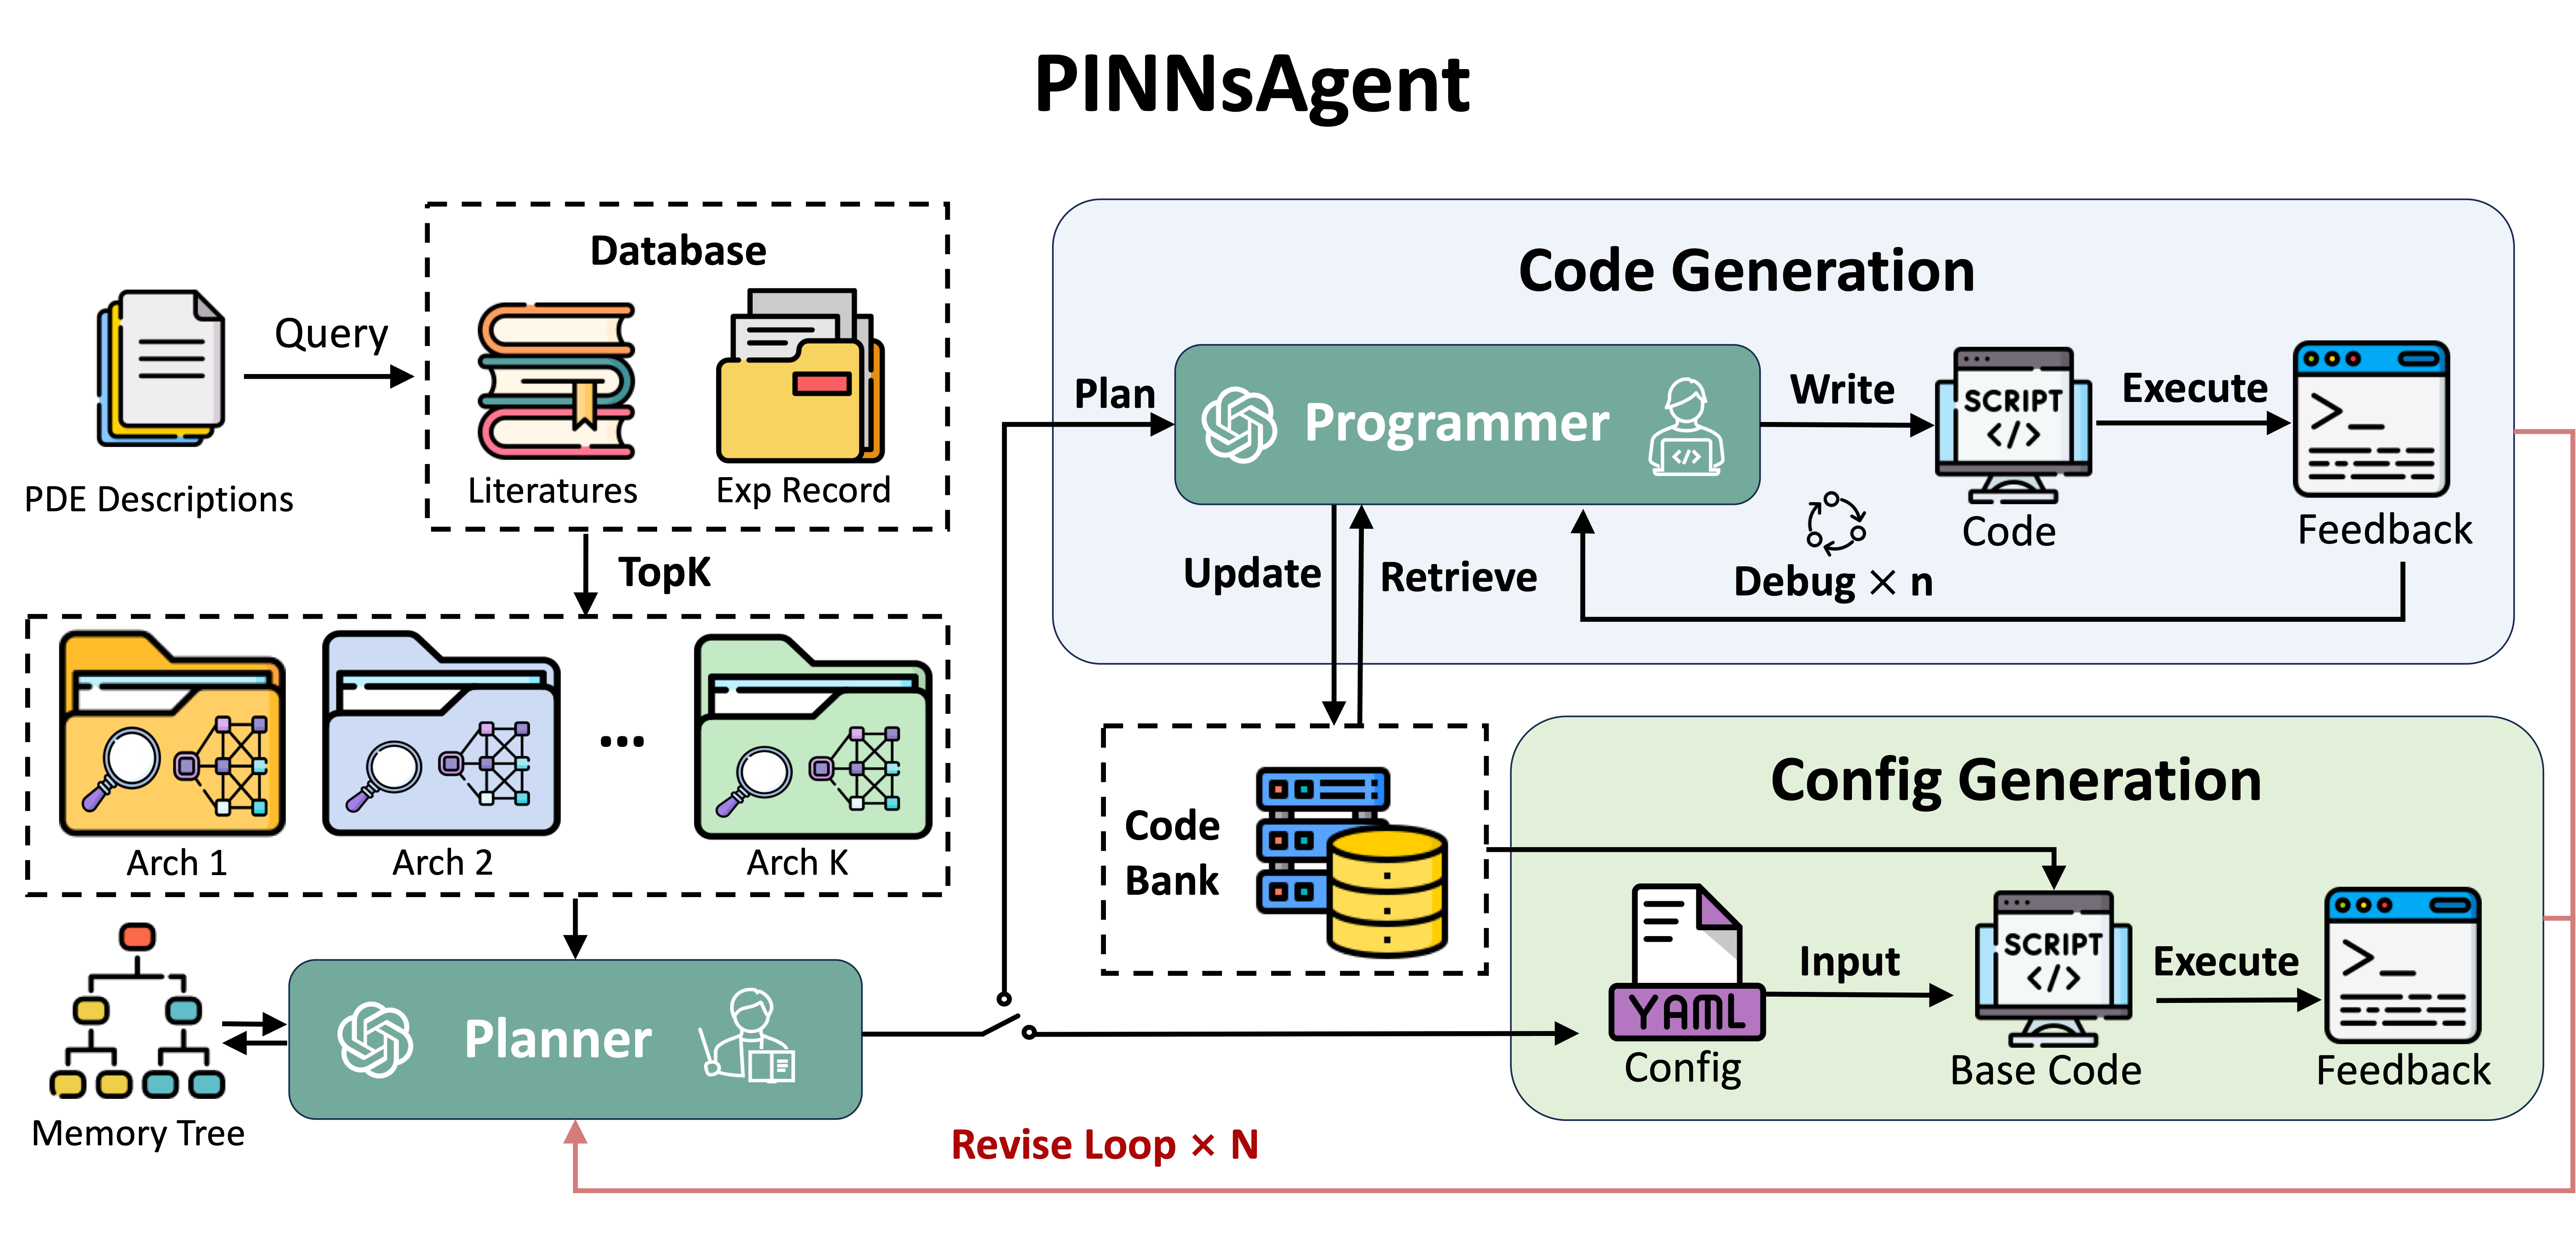 PINNsAgent
Database
Query
PDE Descriptions
Literatures
Exp Record
TopK
Arch 1
Arch 2
...
Arch K
Memory Tree
Planner
Revise Loop × N
Code Generation
Plan
Programmer
</>
Write
SCRIPT
</>
Code
Execute
>_
Feedback
Debug × n
Update
Retrieve
Code
Bank
Config Generation
YAML
Config
Input
SCRIPT
</>
Base Code
Execute
>_
Feedback